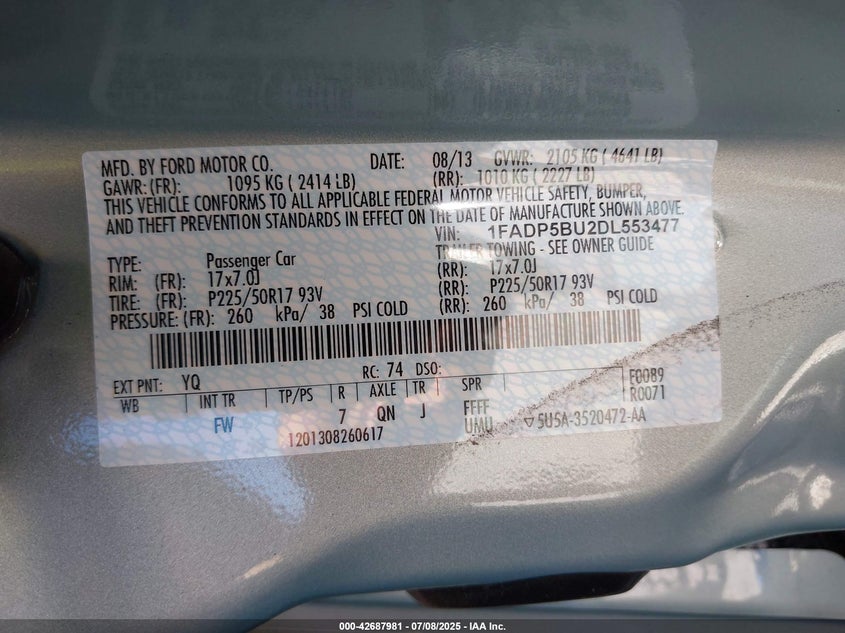 MFD. BY FORD MOTOR CO. DATE: 08/13 GVWR: 2105 KG ( 4641 LB)
GAWR: (FR): 1095 KG ( 2414 LB) (RR): 1010 KG ( 2227 LB)
THIS VEHICLE CONFORMS TO ALL APPLICABLE FEDERAL MOTOR VEHICLE SAFETY, BUMPER,
AND THEFT PREVENTION STANDARDS IN EFFECT ON THE DATE OF MANUFACTURE SHOWN ABOVE.
VIN: 1FADP5BU2DL553477
TYPE: Passenger Car TRAILER TOWING - SEE OWNER GUIDE
RIM: (FR): 17x7.0J (RR): 17x7.0J
TIRE: (FR): P225/50R17 93V (RR): P225/50R17 93V
PRESSURE: (FR): 260 kPa/ 38 PSI COLD (RR): 260 kPa/ 38 PSI COLD
EXT PNT: YQ RC: 74 DSO: F0089
WB INT TR TP/PS R AXLE TR SPR R0071
FW 7 QN J FFFF
UMU ▽5U5A-3520472-AA
1201308260617
000-42687981 - 07/08/2025 - IAA Inc.